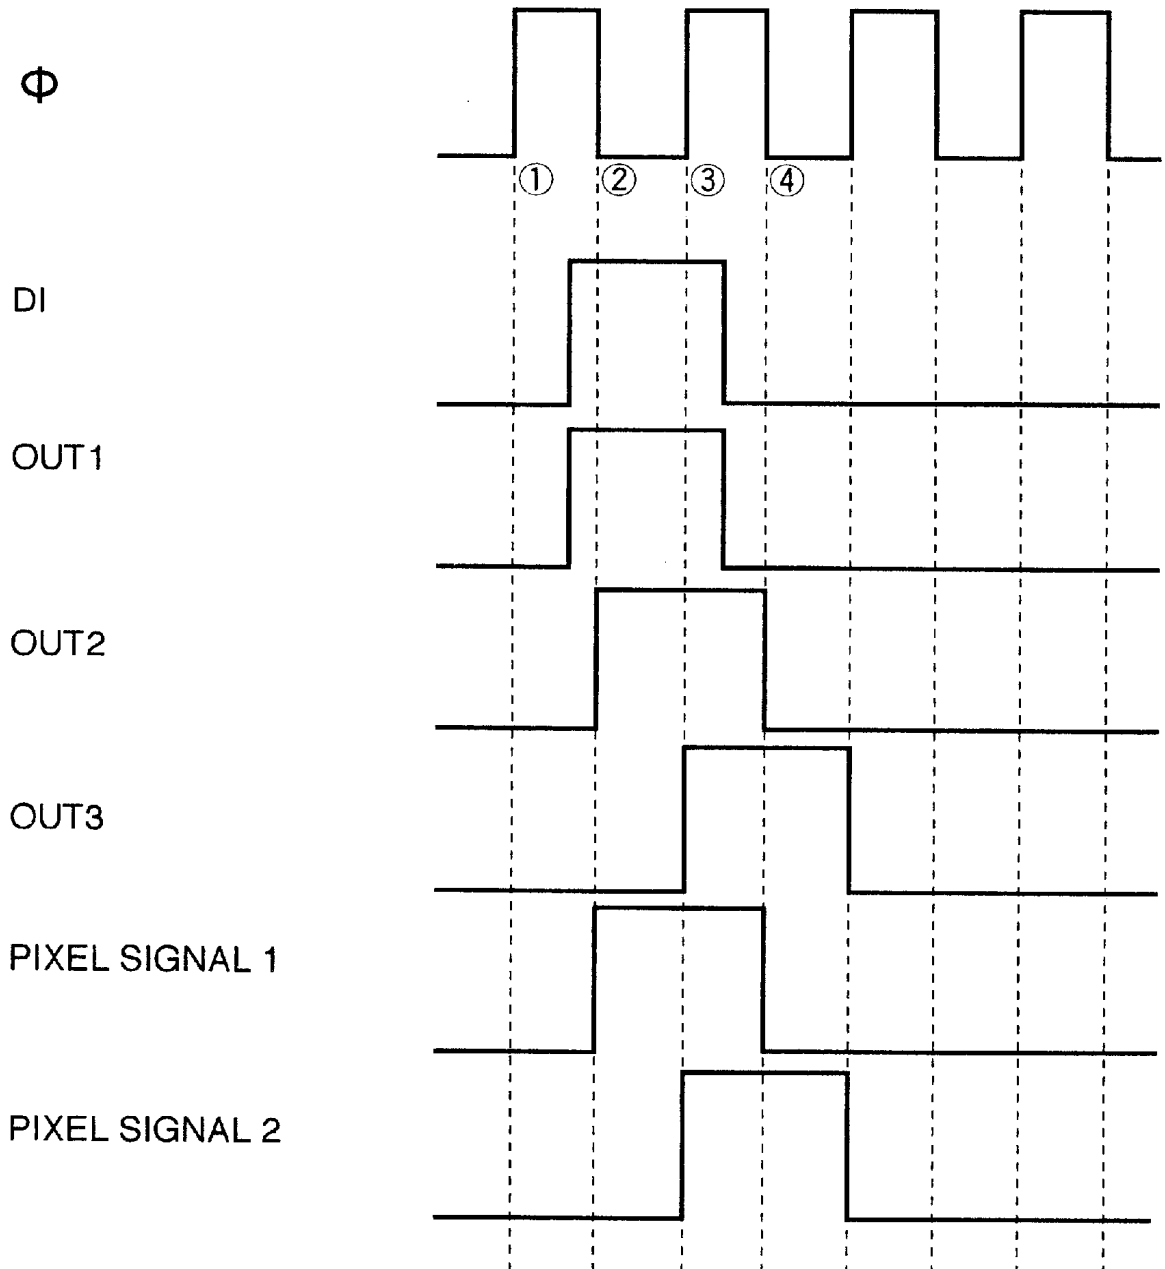 Φ
① ② ③ ④
DI
OUT1
OUT2
OUT3
PIXEL SIGNAL 1
PIXEL SIGNAL 2